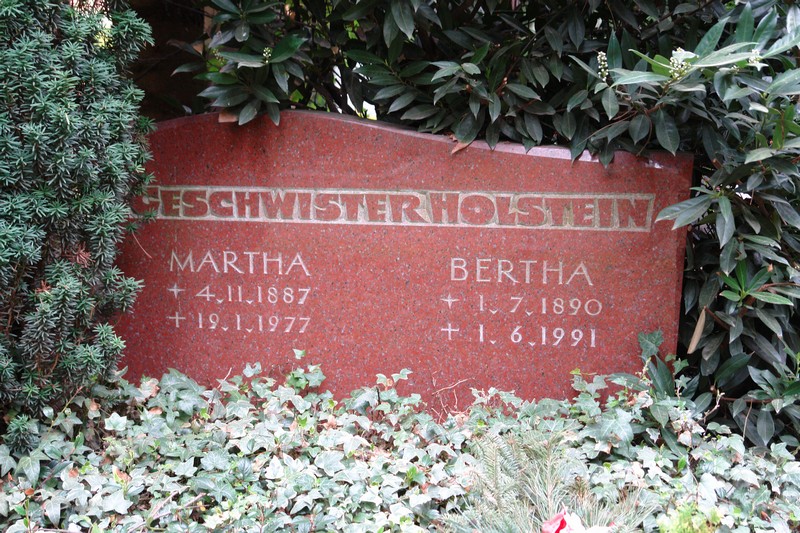 GESCHWISTER HOLSTEIN
MARTHA
+ 4.11.1887
+ 19.1.1977
BERTHA
+ 1.7.1890
+ 1.6.1991